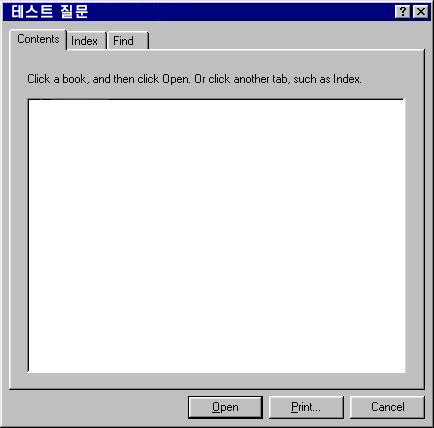 테스트 질문
Contents Index Find
Click a book, and then click Open. Or click another tab, such as Index.
Open Print... Cancel